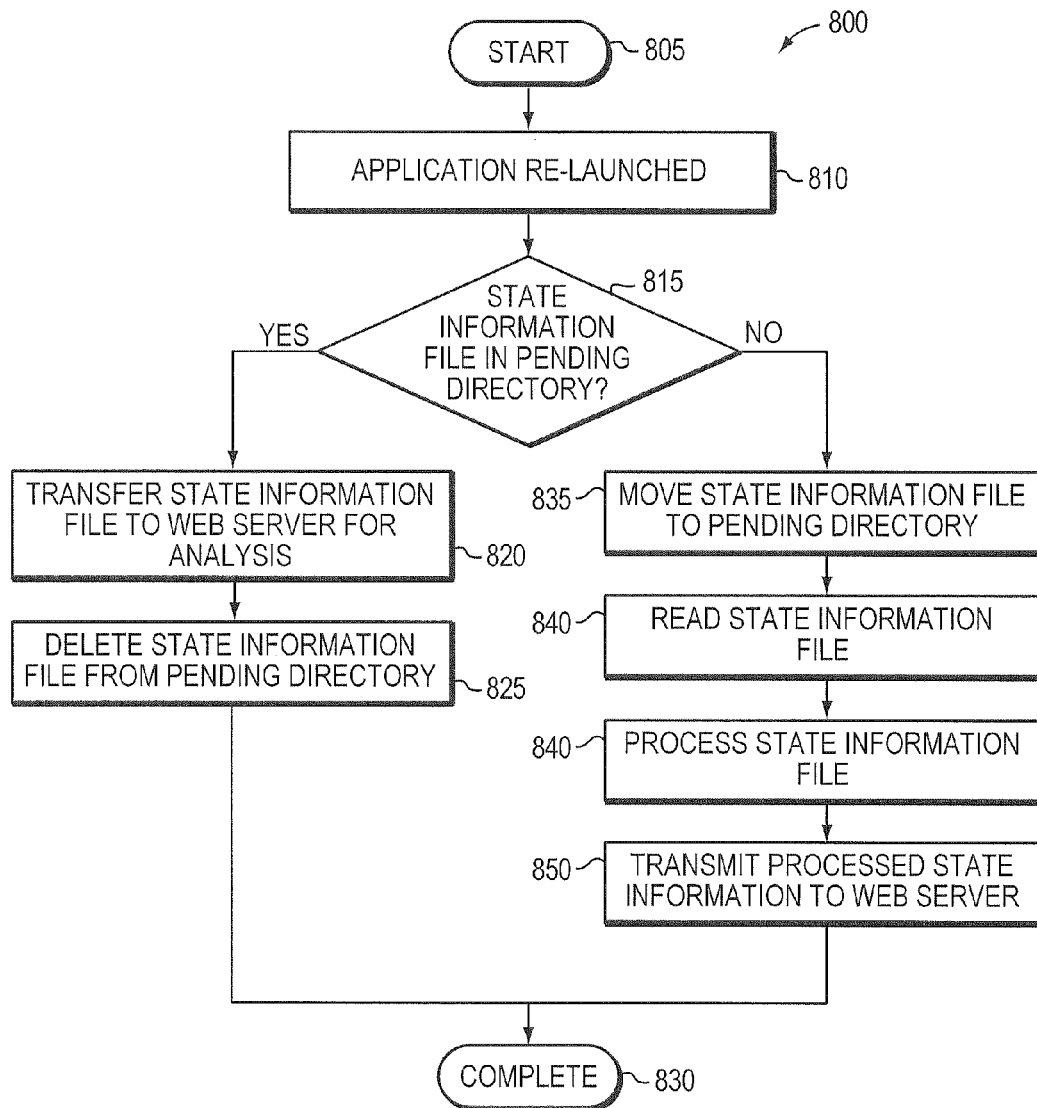 800
START
805
APPLICATION RE-LAUNCHED
810
STATE
INFORMATION
FILE IN PENDING
DIRECTORY?
815
YES
NO
TRANSFER STATE INFORMATION
FILE TO WEB SERVER FOR
ANALYSIS
820
DELETE STATE INFORMATION
FILE FROM PENDING DIRECTORY
825
835
MOVE STATE INFORMATION FILE
TO PENDING DIRECTORY
840
READ STATE INFORMATION
FILE
840
PROCESS STATE INFORMATION
FILE
850
TRANSMIT PROCESSED STATE
INFORMATION TO WEB SERVER
COMPLETE
830